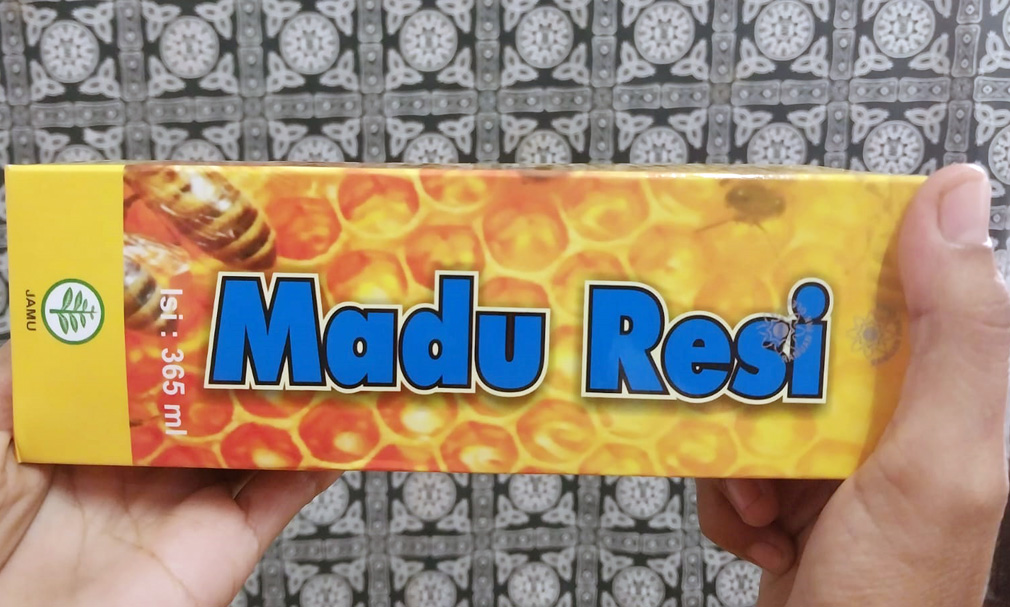 JAMU
Isi : 365 ml
Madu Resi